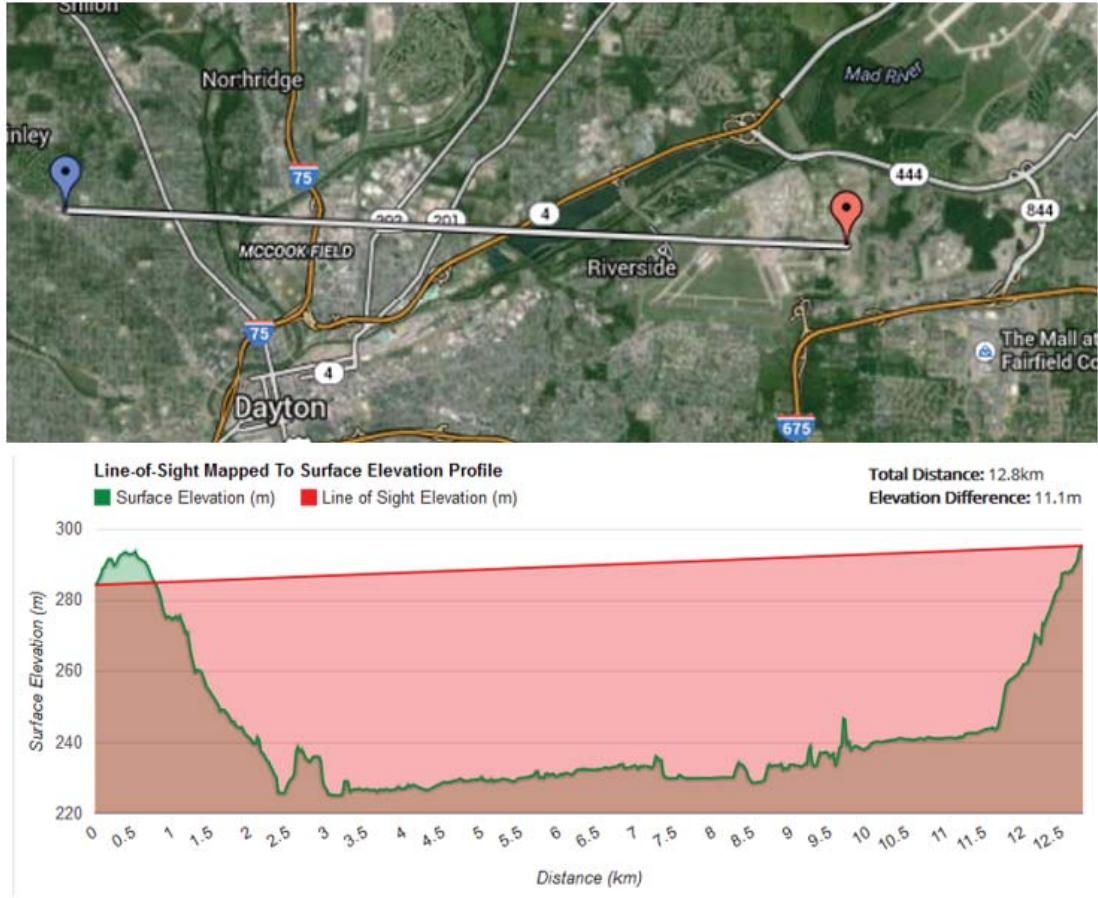 Shiloh
Northridge
Mad River
inley
75
444
202 201
4
844
MCCOOK FIELD
Riverside
75
The Mall at
Fairfield Co
4
Dayton
675
Line-of-Sight Mapped To Surface Elevation Profile
Total Distance: 12.8km
Surface Elevation (m) Line of Sight Elevation (m)
Elevation Difference: 11.1m
300
280
260
240
220
Surface Elevation (m)
0 0.5 1 1.5 2 2.5 3 3.5 4 4.5 5 5.5 6 6.5 7 7.5 8 8.5 9 9.5 10 10.5 11 11.5 12 12.5
Distance (km)